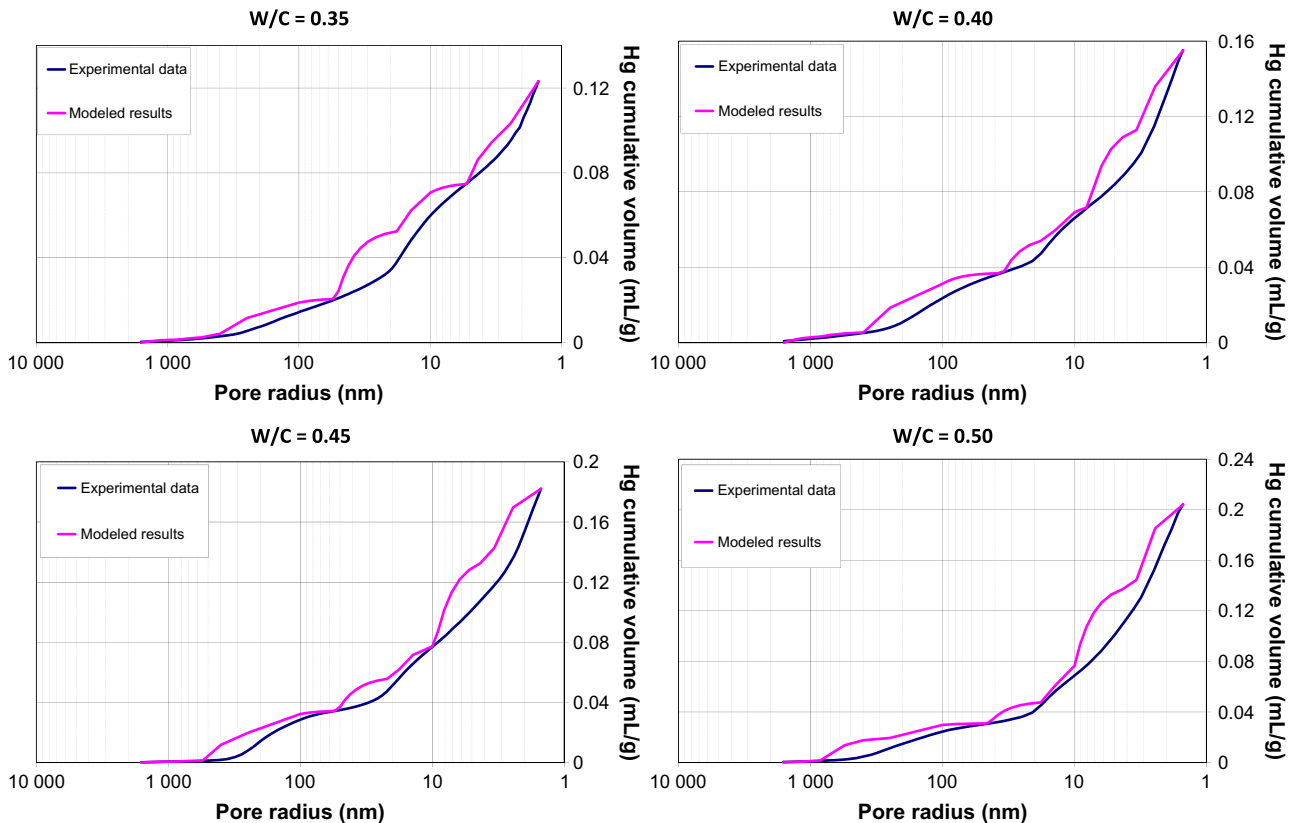 W/C = 0.35
Experimental data
Modeled results
0.12
0.08
0.04
0
Hg cumulative volume (mL/g)
10 000
1 000
100
10
1
Pore radius (nm)
W/C = 0.40
Experimental data
Modeled results
0.16
0.12
0.08
0.04
0
Hg cumulative volume (mL/g)
10 000
1 000
100
10
1
Pore radius (nm)
W/C = 0.45
Experimental data
Modeled results
0.2
0.16
0.12
0.08
0.04
0
Hg cumulative volume (mL/g)
10 000
1 000
100
10
1
Pore radius (nm)
W/C = 0.50
Experimental data
Modeled results
0.24
0.2
0.16
0.12
0.08
0.04
0
Hg cumulative volume (mL/g)
10 000
1 000
100
10
1
Pore radius (nm)